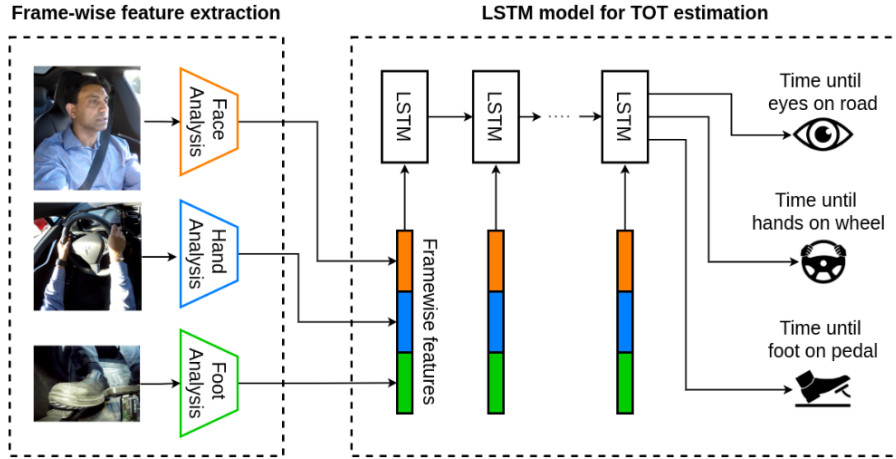 Frame-wise feature extraction
LSTM model for TOT estimation
Face
Analysis
Hand
Analysis
Foot
Analysis
LSTM
LSTM
.....
LSTM
Framewise features
Time until
eyes on road
Time until
hands on wheel
Time until
foot on pedal